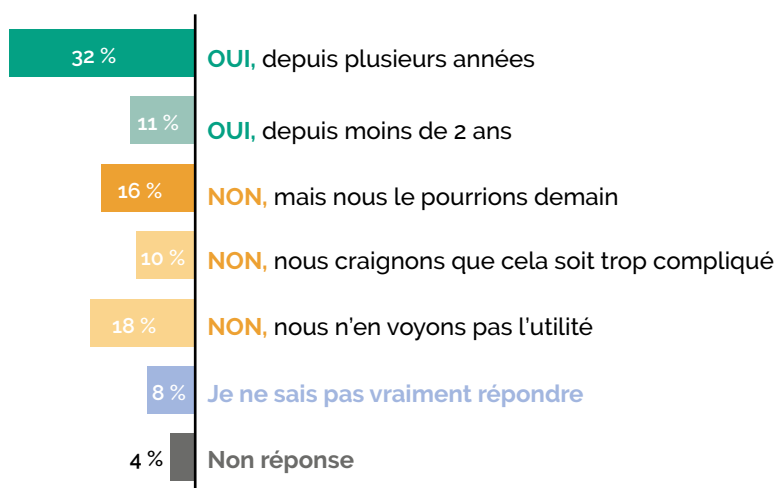 32 % OUI, depuis plusieurs années
11 % OUI, depuis moins de 2 ans
16 % NON, mais nous le pourrions demain
10 % NON, nous craignons que cela soit trop compliqué
18 % NON, nous n'en voyons pas l'utilité
8 % Je ne sais pas vraiment répondre
4 % Non réponse